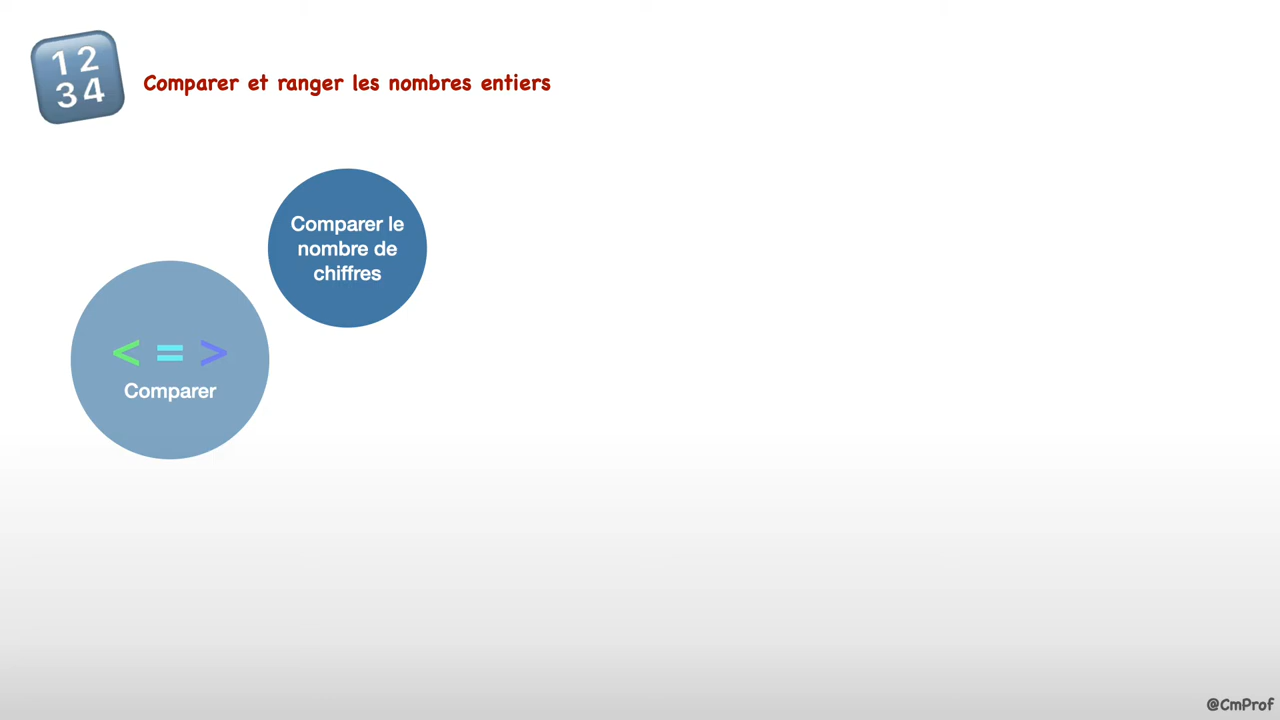 1 2
3 4
Comparer et ranger les nombres entiers
Comparer le
nombre de
chiffres
< = >
Comparer
@CmProf